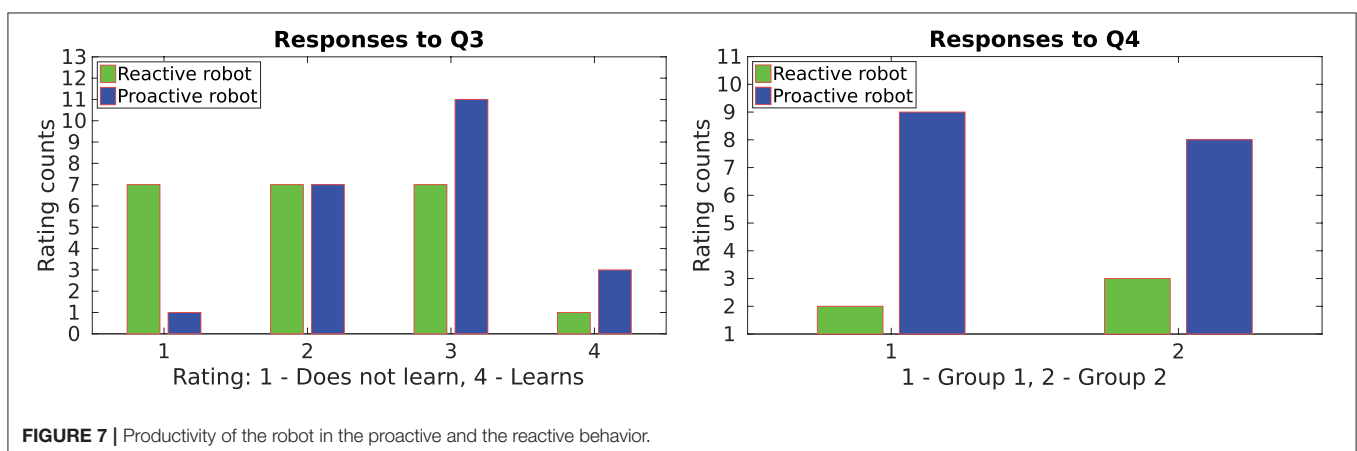 Responses to Q3
13
12
11
10
9
8
7
6
5
4
3
2
1
0
Rating counts
Reactive robot
Proactive robot
1 2 3 4
Rating: 1 - Does not learn, 4 - Learns
Responses to Q4
11
10
9
8
7
6
5
4
3
2
1
Rating counts
Reactive robot
Proactive robot
1 2
1 - Group 1, 2 - Group 2
FIGURE 7 | Productivity of the robot in the proactive and the reactive behavior.